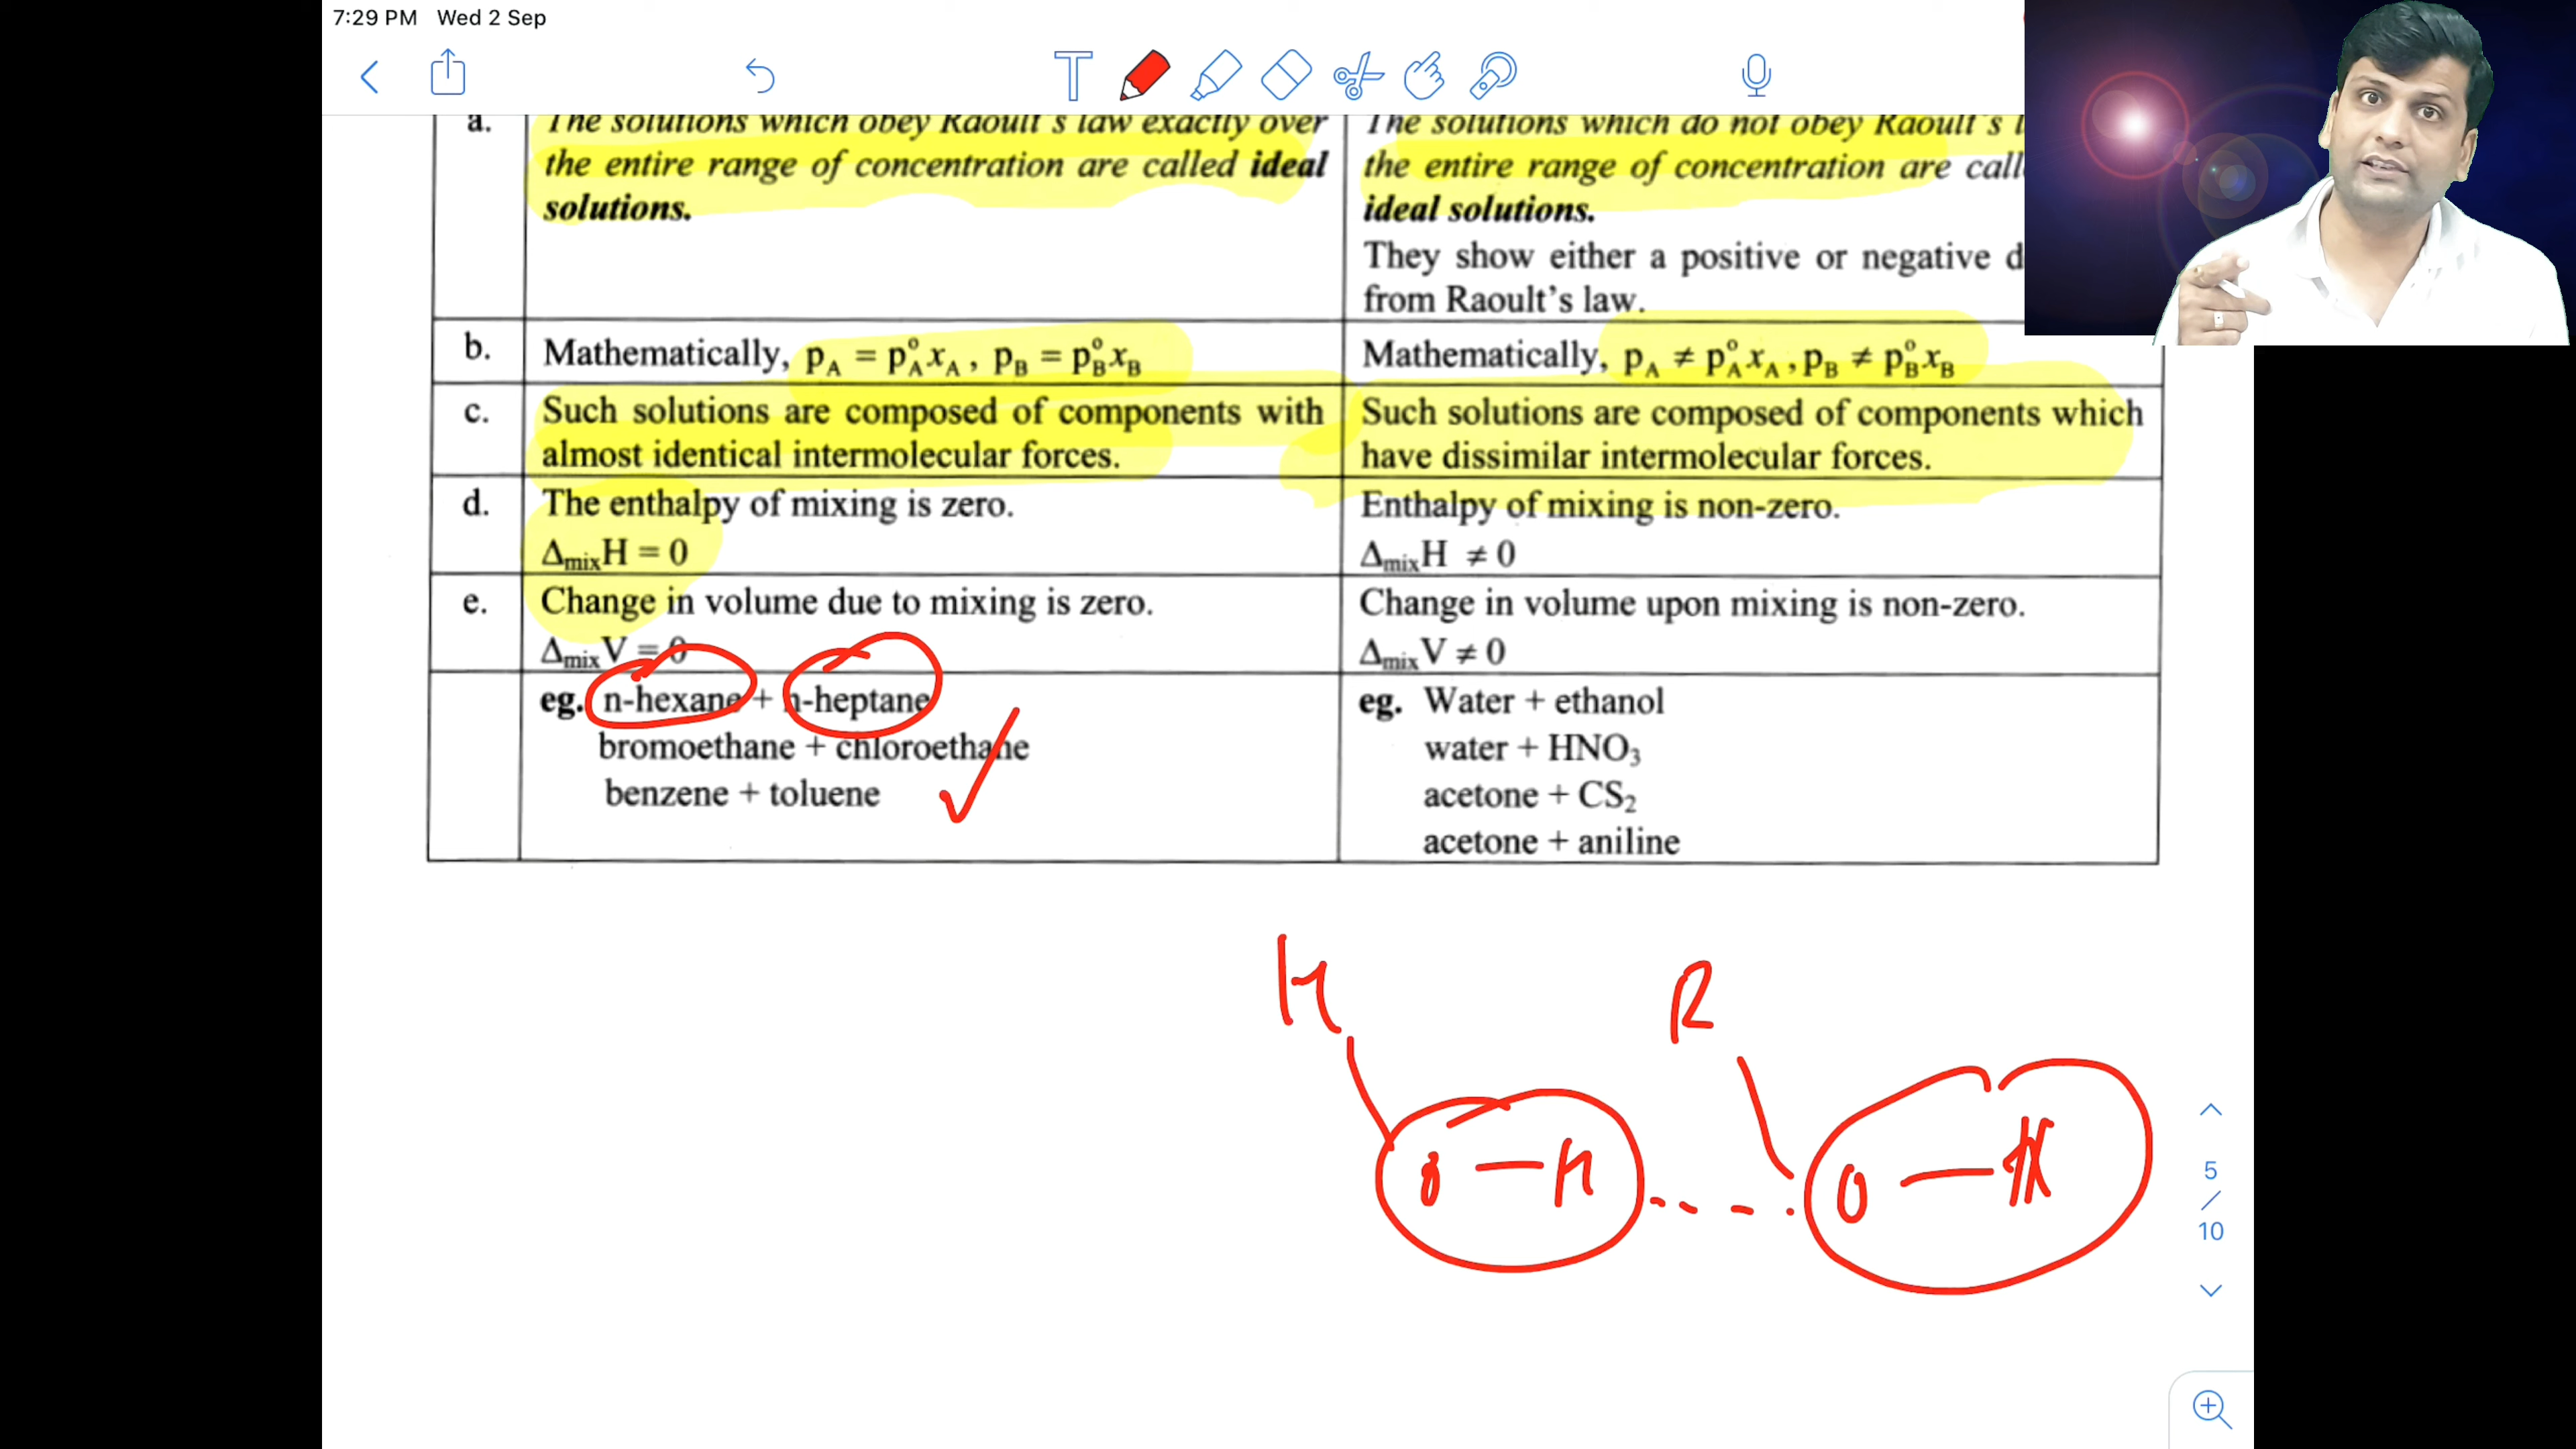 7:29 PM Wed 2 Sep
a.
The solutions which obey Raoult's law exactly over
the entire range of concentration are called ideal
solutions.
The solutions which do not obey Raoult's
the entire range of concentration are
ideal solutions.
They show either a positive or negative
from Raoult's law.
b.
Mathematically, pA = p°A xA , pB = p°B xB
Mathematically, pA ≠ p°A xA , pB ≠ p°B xB
c.
Such solutions are composed of components with
almost identical intermolecular forces.
Such solutions are composed of components which
have dissimilar intermolecular forces.
d.
The enthalpy of mixing is zero.
ΔmixH = 0
Enthalpy of mixing is non-zero.
ΔmixH ≠ 0
e.
Change in volume due to mixing is zero.
ΔmixV = 0
Change in volume upon mixing is non-zero.
ΔmixV ≠ 0
eg. n-hexane + n-heptane
bromoethane + chloroethane
benzene + toluene
eg. Water + ethanol
water + HNO₃
acetone + CS₂
acetone + aniline
H R
O — H O — H
5
/
10